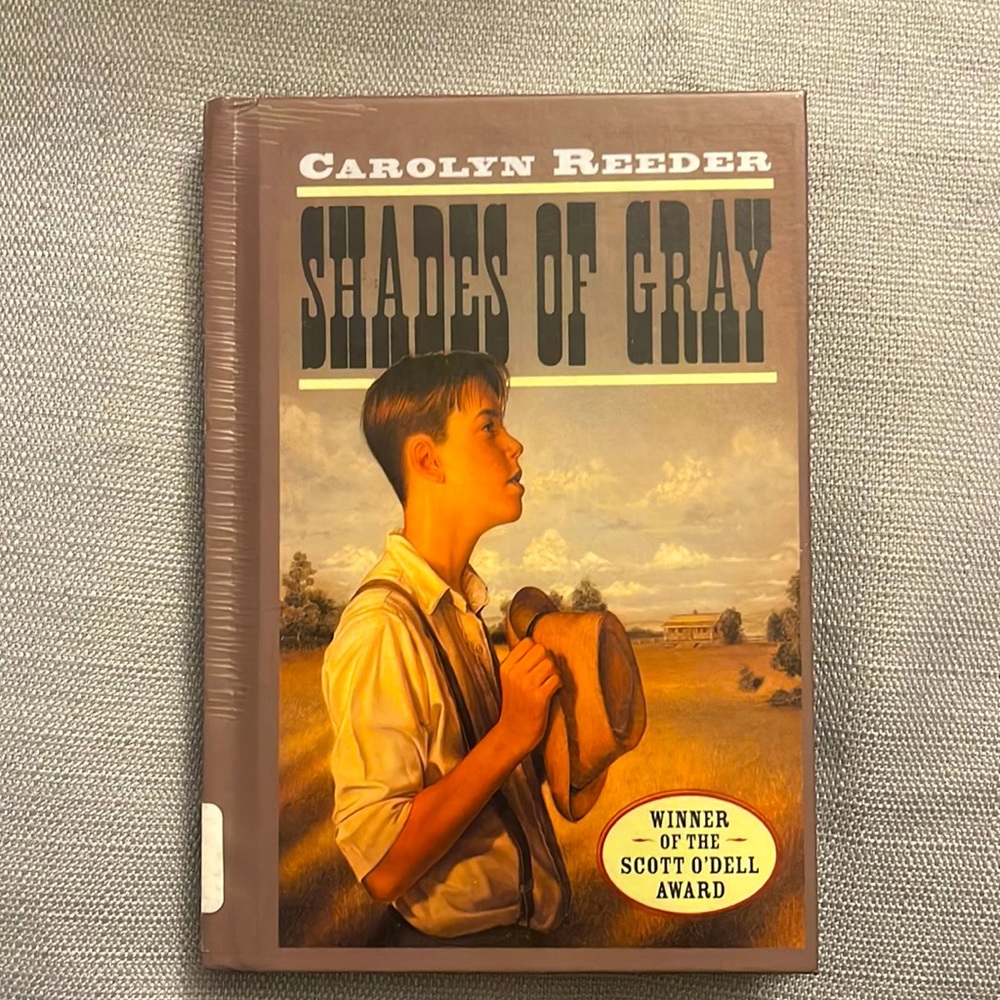 CAROLYN REEDER
SHADES OF GRAY
WINNER
OF THE
SCOTT O'DELL
AWARD